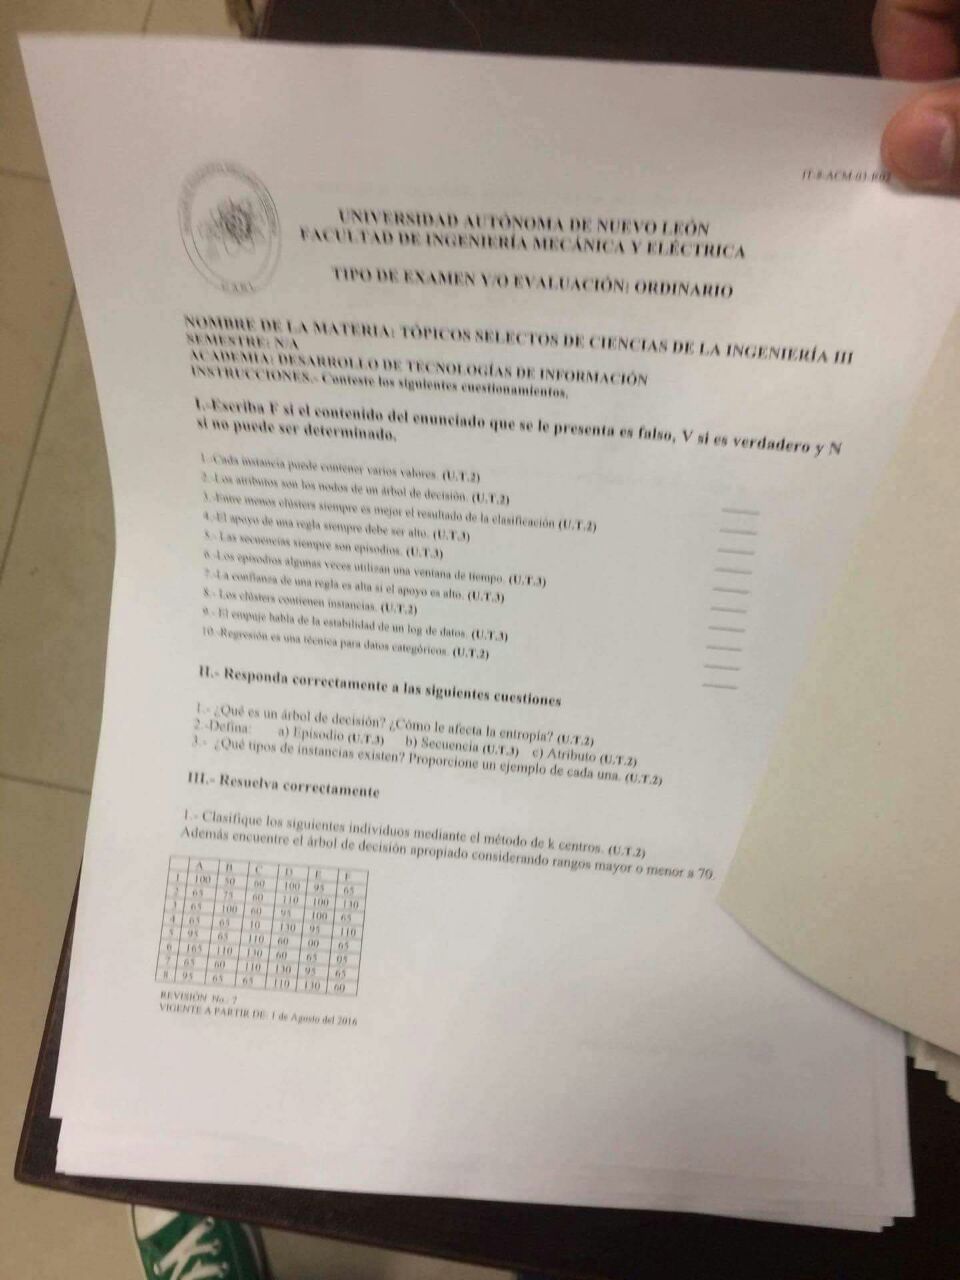 IT-8-ACM-03-R02
UNIVERSIDAD AUTÓNOMA DE NUEVO LEÓN
FACULTAD DE INGENIERÍA MECÁNICA Y ELÉCTRICA
TIPO DE EXAMEN Y/O EVALUACIÓN: ORDINARIO
NOMBRE DE LA MATERIA: TÓPICOS SELECTOS DE CIENCIAS DE LA INGENIERÍA III
SEMESTRE: N/A
ACADEMIA: DESARROLLO DE TECNOLOGÍAS DE INFORMACIÓN
INSTRUCCIONES.- Conteste los siguientes cuestionamientos.
I.-Escriba F si el contenido del enunciado que se le presenta es falso, V si es verdadero y N
si no puede ser determinado.
1.-Cada instancia puede contener varios valores. (U.T.2)
2.-Los atributos son los nodos de un árbol de decisión. (U.T.2)
3.-Entre menos clústers siempre es mejor el resultado de la clasificación (U.T.2)
4.-El apoyo de una regla siempre debe ser alto. (U.T.3)
5.- Las secuencias siempre son episodios. (U.T.3)
6.-Los episodios algunas veces utilizan una ventana de tiempo. (U.T.3)
7.-La confianza de una regla es alta si el apoyo es alto. (U.T.3)
8.- Los clústers contienen instancias. (U.T.2)
9.- El empuje habla de la estabilidad de un log de datos. (U.T.3)
10.-Regresión es una técnica para datos categóricos. (U.T.2)
II.- Responda correctamente a las siguientes cuestiones
1.- ¿Qué es un árbol de decisión? ¿Cómo le afecta la entropía? (U.T.2)
2.-Defina: a) Episodio (U.T.3) b) Secuencia (U.T.3) c) Atributo (U.T.2)
3.- ¿Qué tipos de instancias existen? Proporcione un ejemplo de cada una. (U.T.2)
III.- Resuelva correctamente
1.- Clasifique los siguientes individuos mediante el método de k centros. (U.T.2)
Además encuentre el árbol de decisión apropiado considerando rangos mayor o menor a 70.
A B C D E F
1 100 50 60 100 95 65
2 65 75 60 110 100 130
3 65 100 60 95 100 65
4 65 65 10 130 95 110
5 95 65 110 60 00 65
6 165 110 130 60 65 95
7 65 60 110 130 95 65
8 95 65 65 110 130 60
REVISIÓN No.: 7
VIGENTE A PARTIR DE: 1 de Agosto del 2016